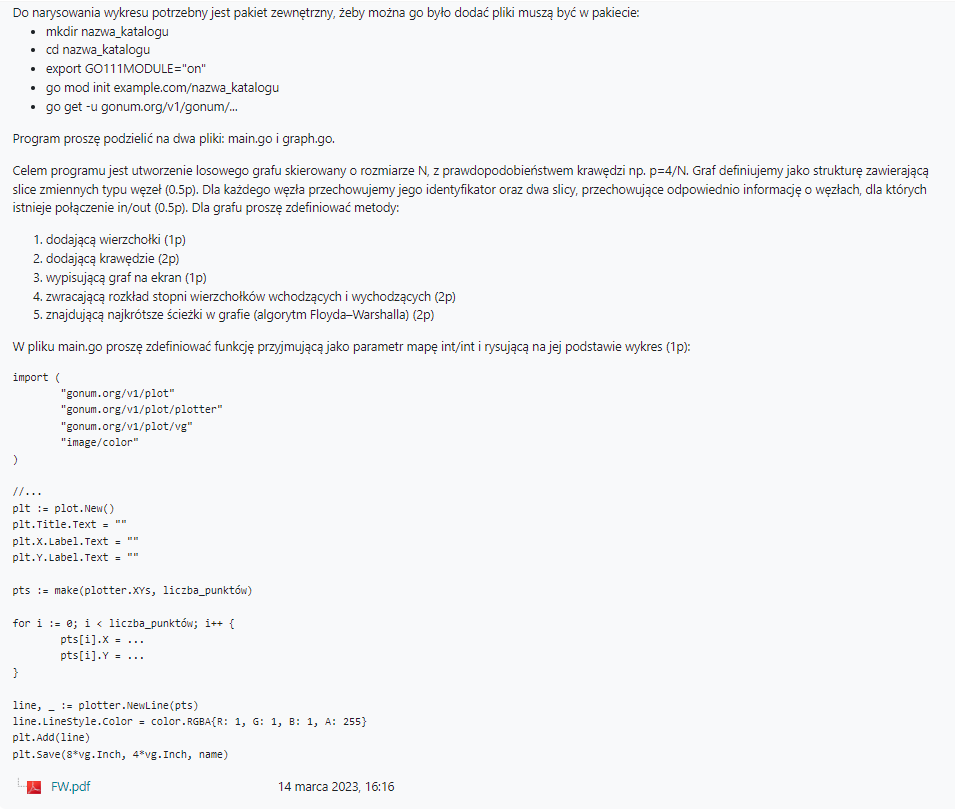 Do narysowania wykresu potrzebny jest pakiet zewnętrzny, żeby można go było dodać pliki muszą być w pakiecie:
• mkdir nazwa_katalogu
• cd nazwa_katalogu
• export GO111MODULE="on"
• go mod init example.com/nazwa_katalogu
• go get -u gonum.org/v1/gonum/...
Program proszę podzielić na dwa pliki: main.go i graph.go.
Celem programu jest utworzenie losowego grafu skierowany o rozmiarze N, z prawdopodobieństwem krawędzi np. p=4/N. Graf definiujemy jako strukturę zawierającą
slice zmiennych typu węzeł (0.5p). Dla każdego węzła przechowujemy jego identyfikator oraz dwa slicy, przechowujące odpowiednio informację o węzłach, dla których
istnieje połączenie in/out (0.5p). Dla grafu proszę zdefiniować metody:
1. dodającą wierzchołki (1p)
2. dodającą krawędzie (2p)
3. wypisującą graf na ekran (1p)
4. zwracającą rozkład stopni wierzchołków wchodzących i wychodzących (2p)
5. znajdującą najkrótsze ścieżki w grafie (algorytm Floyda–Warshalla) (2p)
W pliku main.go proszę zdefiniować funkcję przyjmującą jako parametr mapę int/int i rysującą na jej podstawie wykres (1p):
import (
        "gonum.org/v1/plot"
        "gonum.org/v1/plot/plotter"
        "gonum.org/v1/plot/vg"
        "image/color"
)
//...
plt := plot.New()
plt.Title.Text = ""
plt.X.Label.Text = ""
plt.Y.Label.Text = ""
pts := make(plotter.XYs, liczba_punktów)
for i := 0; i < liczba_punktów; i++ {
        pts[i].X = ...
        pts[i].Y = ...
}
line, _ := plotter.NewLine(pts)
line.LineStyle.Color = color.RGBA{R: 1, G: 1, B: 1, A: 255}
plt.Add(line)
plt.Save(8*vg.Inch, 4*vg.Inch, name)
FW.pdf 14 marca 2023, 16:16